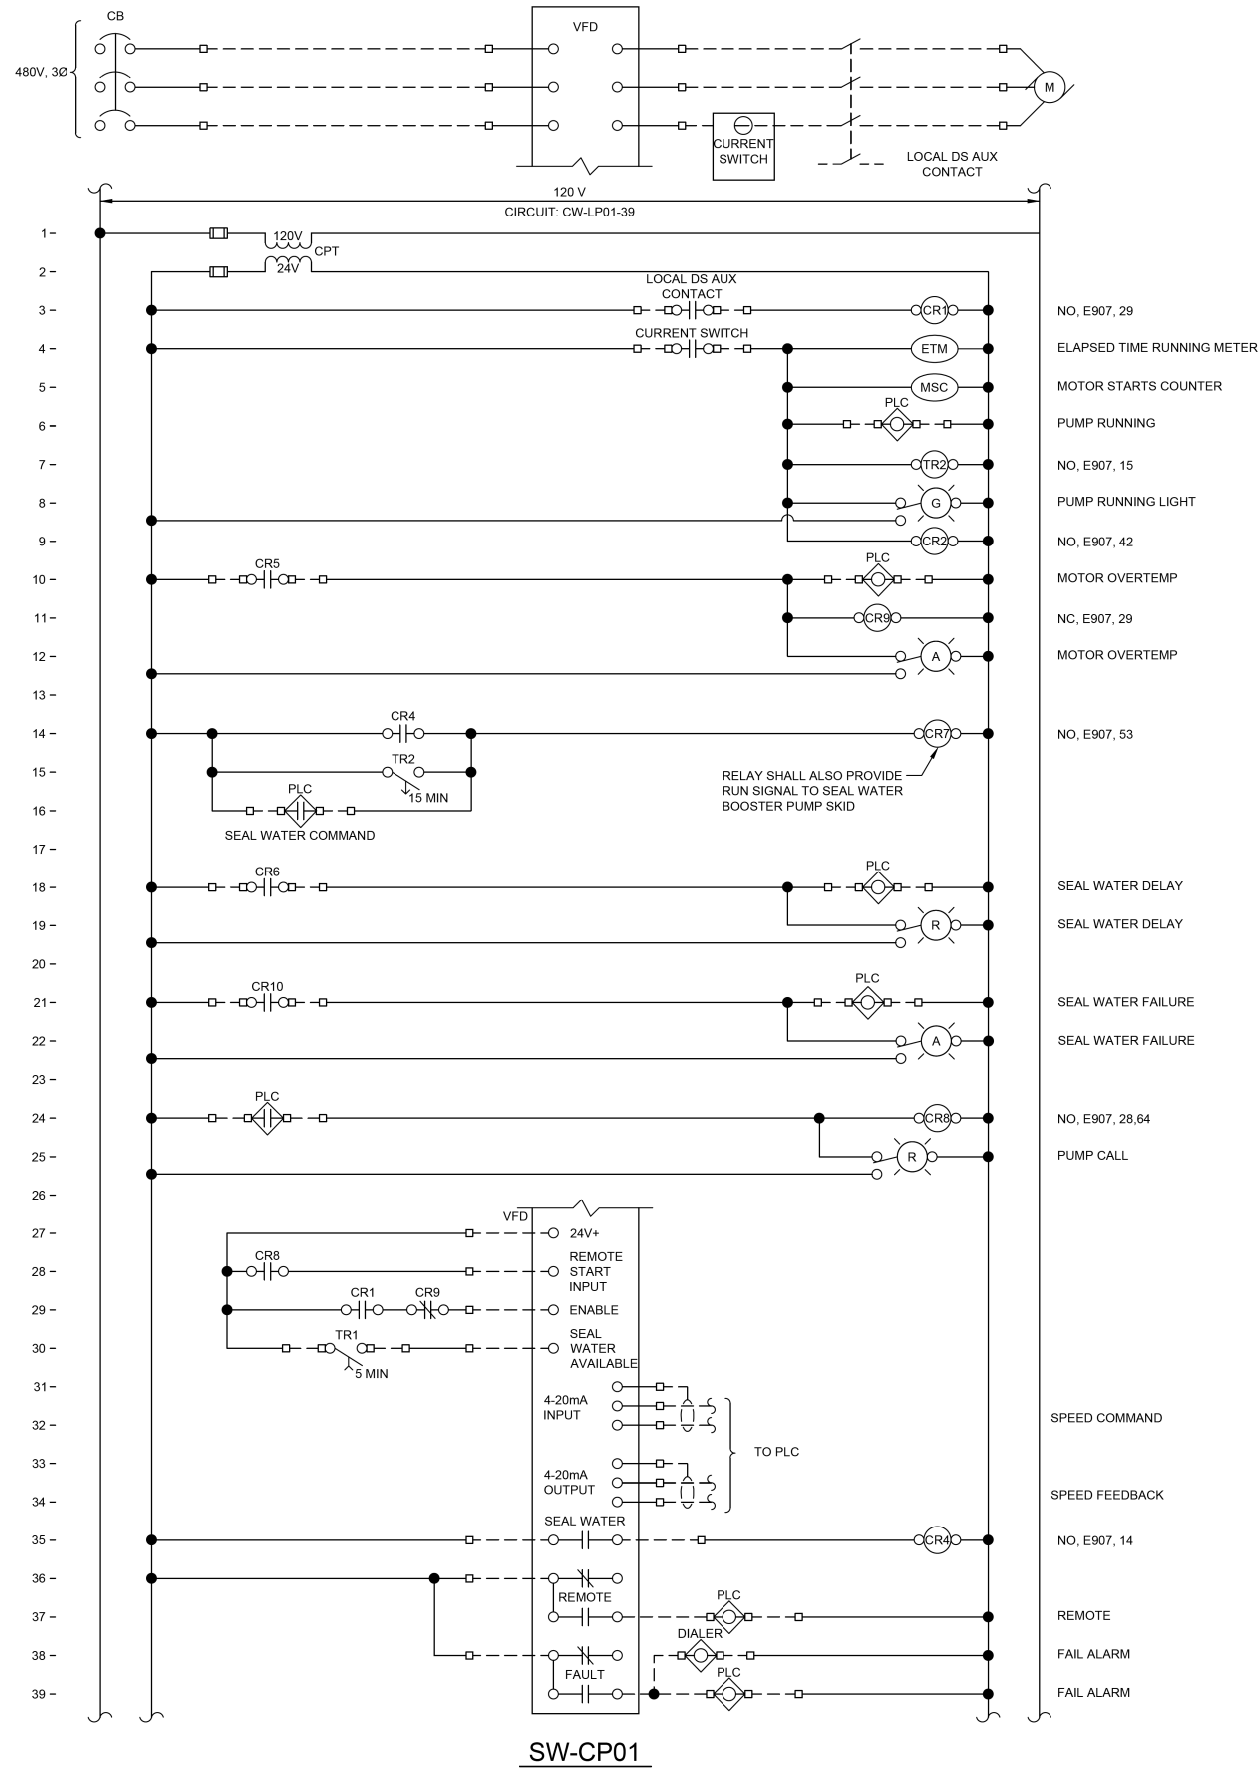 CB
VFD
480V, 3Ø
M
CURRENT
SWITCH
LOCAL DS AUX
CONTACT
120 V
CIRCUIT: CW-LP01-39
1
120V
CPT
2
24V
LOCAL DS AUX
CONTACT
3
CR1
NO, E907, 29
CURRENT SWITCH
4
ETM
ELAPSED TIME RUNNING METER
5
MSC
MOTOR STARTS COUNTER
PLC
6
PUMP RUNNING
7
TR2
NO, E907, 15
8
G
PUMP RUNNING LIGHT
9
CR2
NO, E907, 42
CR5
PLC
10
MOTOR OVERTEMP
11
CR9
NC, E907, 29
12
A
MOTOR OVERTEMP
13
CR4
14
CR7
NO, E907, 53
TR2
15
15 MIN
RELAY SHALL ALSO PROVIDE
RUN SIGNAL TO SEAL WATER
BOOSTER PUMP SKID
PLC
16
SEAL WATER COMMAND
17
CR6
PLC
18
SEAL WATER DELAY
19
R
SEAL WATER DELAY
20
CR10
PLC
21
SEAL WATER FAILURE
22
A
SEAL WATER FAILURE
23
PLC
24
CR8
NO, E907, 28,64
25
R
PUMP CALL
26
VFD
27
24V+
CR8
28
REMOTE
START
INPUT
CR1
CR9
29
ENABLE
TR1
30
5 MIN
SEAL
WATER
AVAILABLE
31
4-20mA
INPUT
32
SPEED COMMAND
TO PLC
33
4-20mA
OUTPUT
34
SPEED FEEDBACK
SEAL WATER
35
CR4
NO, E907, 14
36
REMOTE
PLC
37
REMOTE
DIALER
38
FAIL ALARM
FAULT
PLC
39
FAIL ALARM
SW-CP01